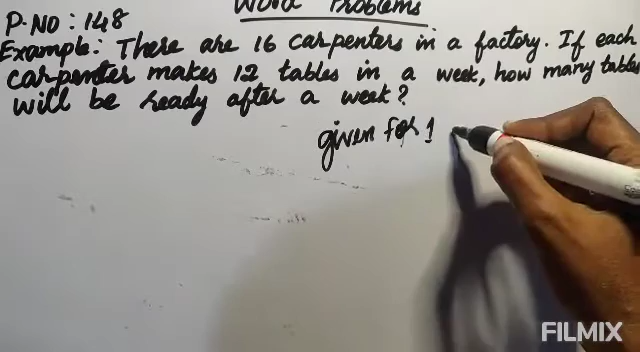 Word Problems
P.NO : 148
Example: There are 16 carpenters in a factory. If each
carpenter makes 12 tables in a week, how many tables
will be ready after a week?
given for 1
FILMIX